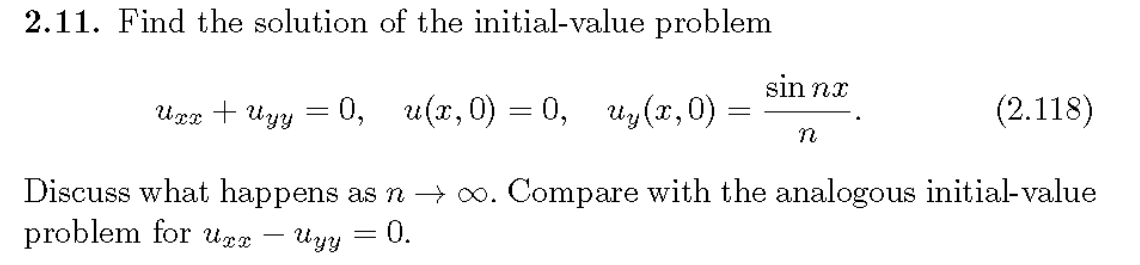 2.11. Find the solution of the initial-value problem
u_{xx} + u_{yy} = 0, u(x, 0) = 0, u_y(x, 0) = \frac{\sin nx}{n}. (2.118)
Discuss what happens as n → ∞. Compare with the analogous initial-value
problem for u_{xx} − u_{yy} = 0.